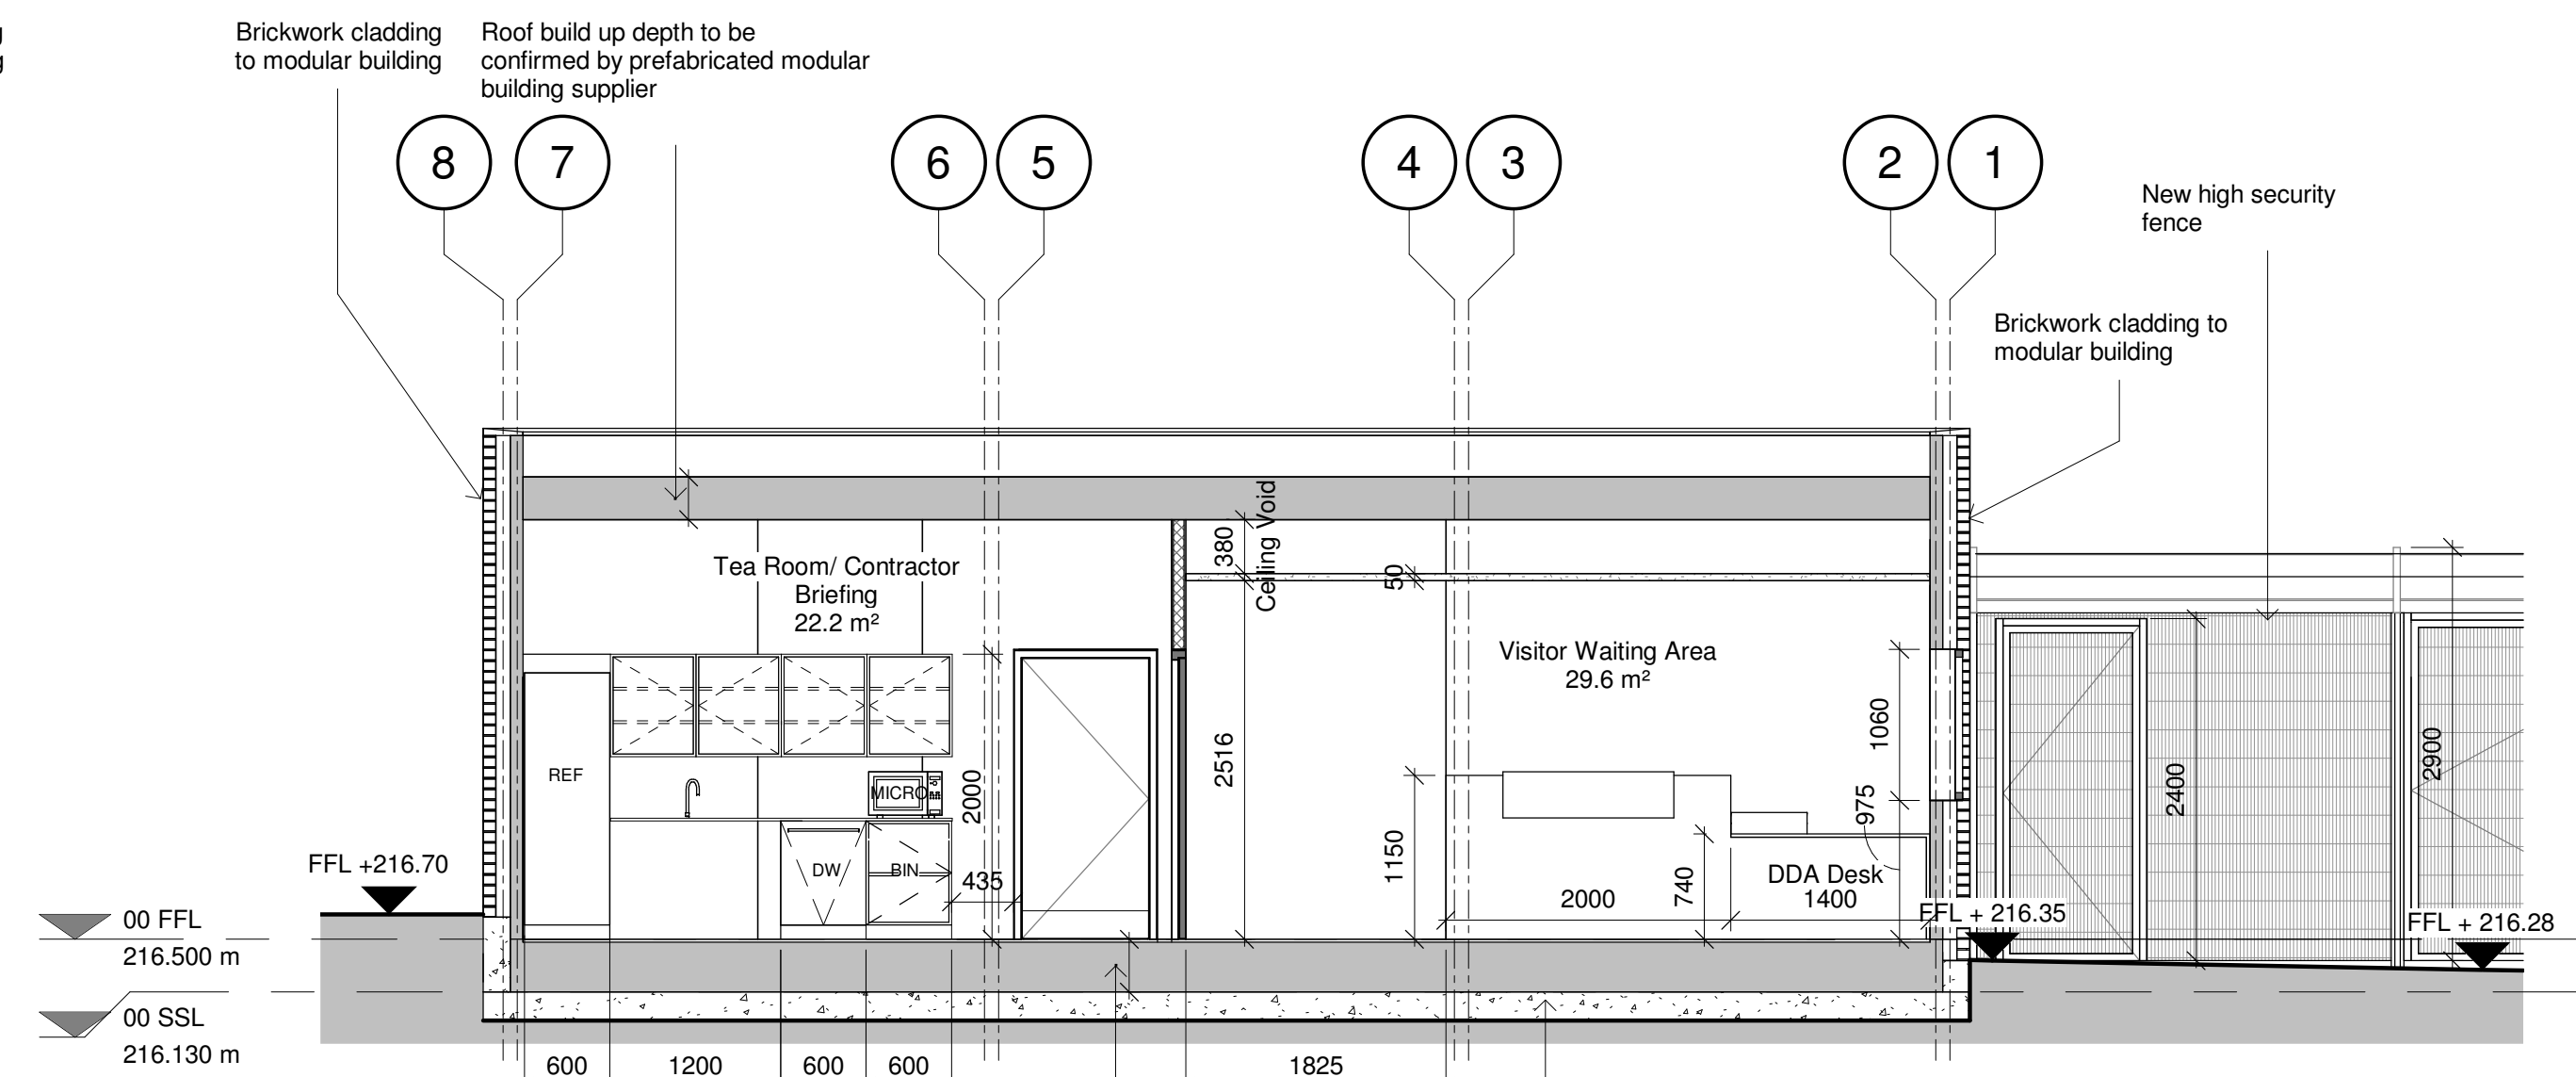 Brickwork cladding
to modular building
Roof build up depth to be
confirmed by prefabricated modular
building supplier
8
7
6
5
4
3
2
1
New high security
fence
Brickwork cladding to
modular building
Tea Room/ Contractor
Briefing
22.2 m²
380
Ceiling Void
50
Visitor Waiting Area
29.6 m²
REF
MICRO
2000
2516
1060
975
2400
2900
1150
740
DW
BIN
435
2000
DDA Desk
1400
FFL +216.70
00 FFL
216.500 m
FFL + 216.35
FFL + 216.28
00 SSL
216.130 m
600
1200
600
600
1825